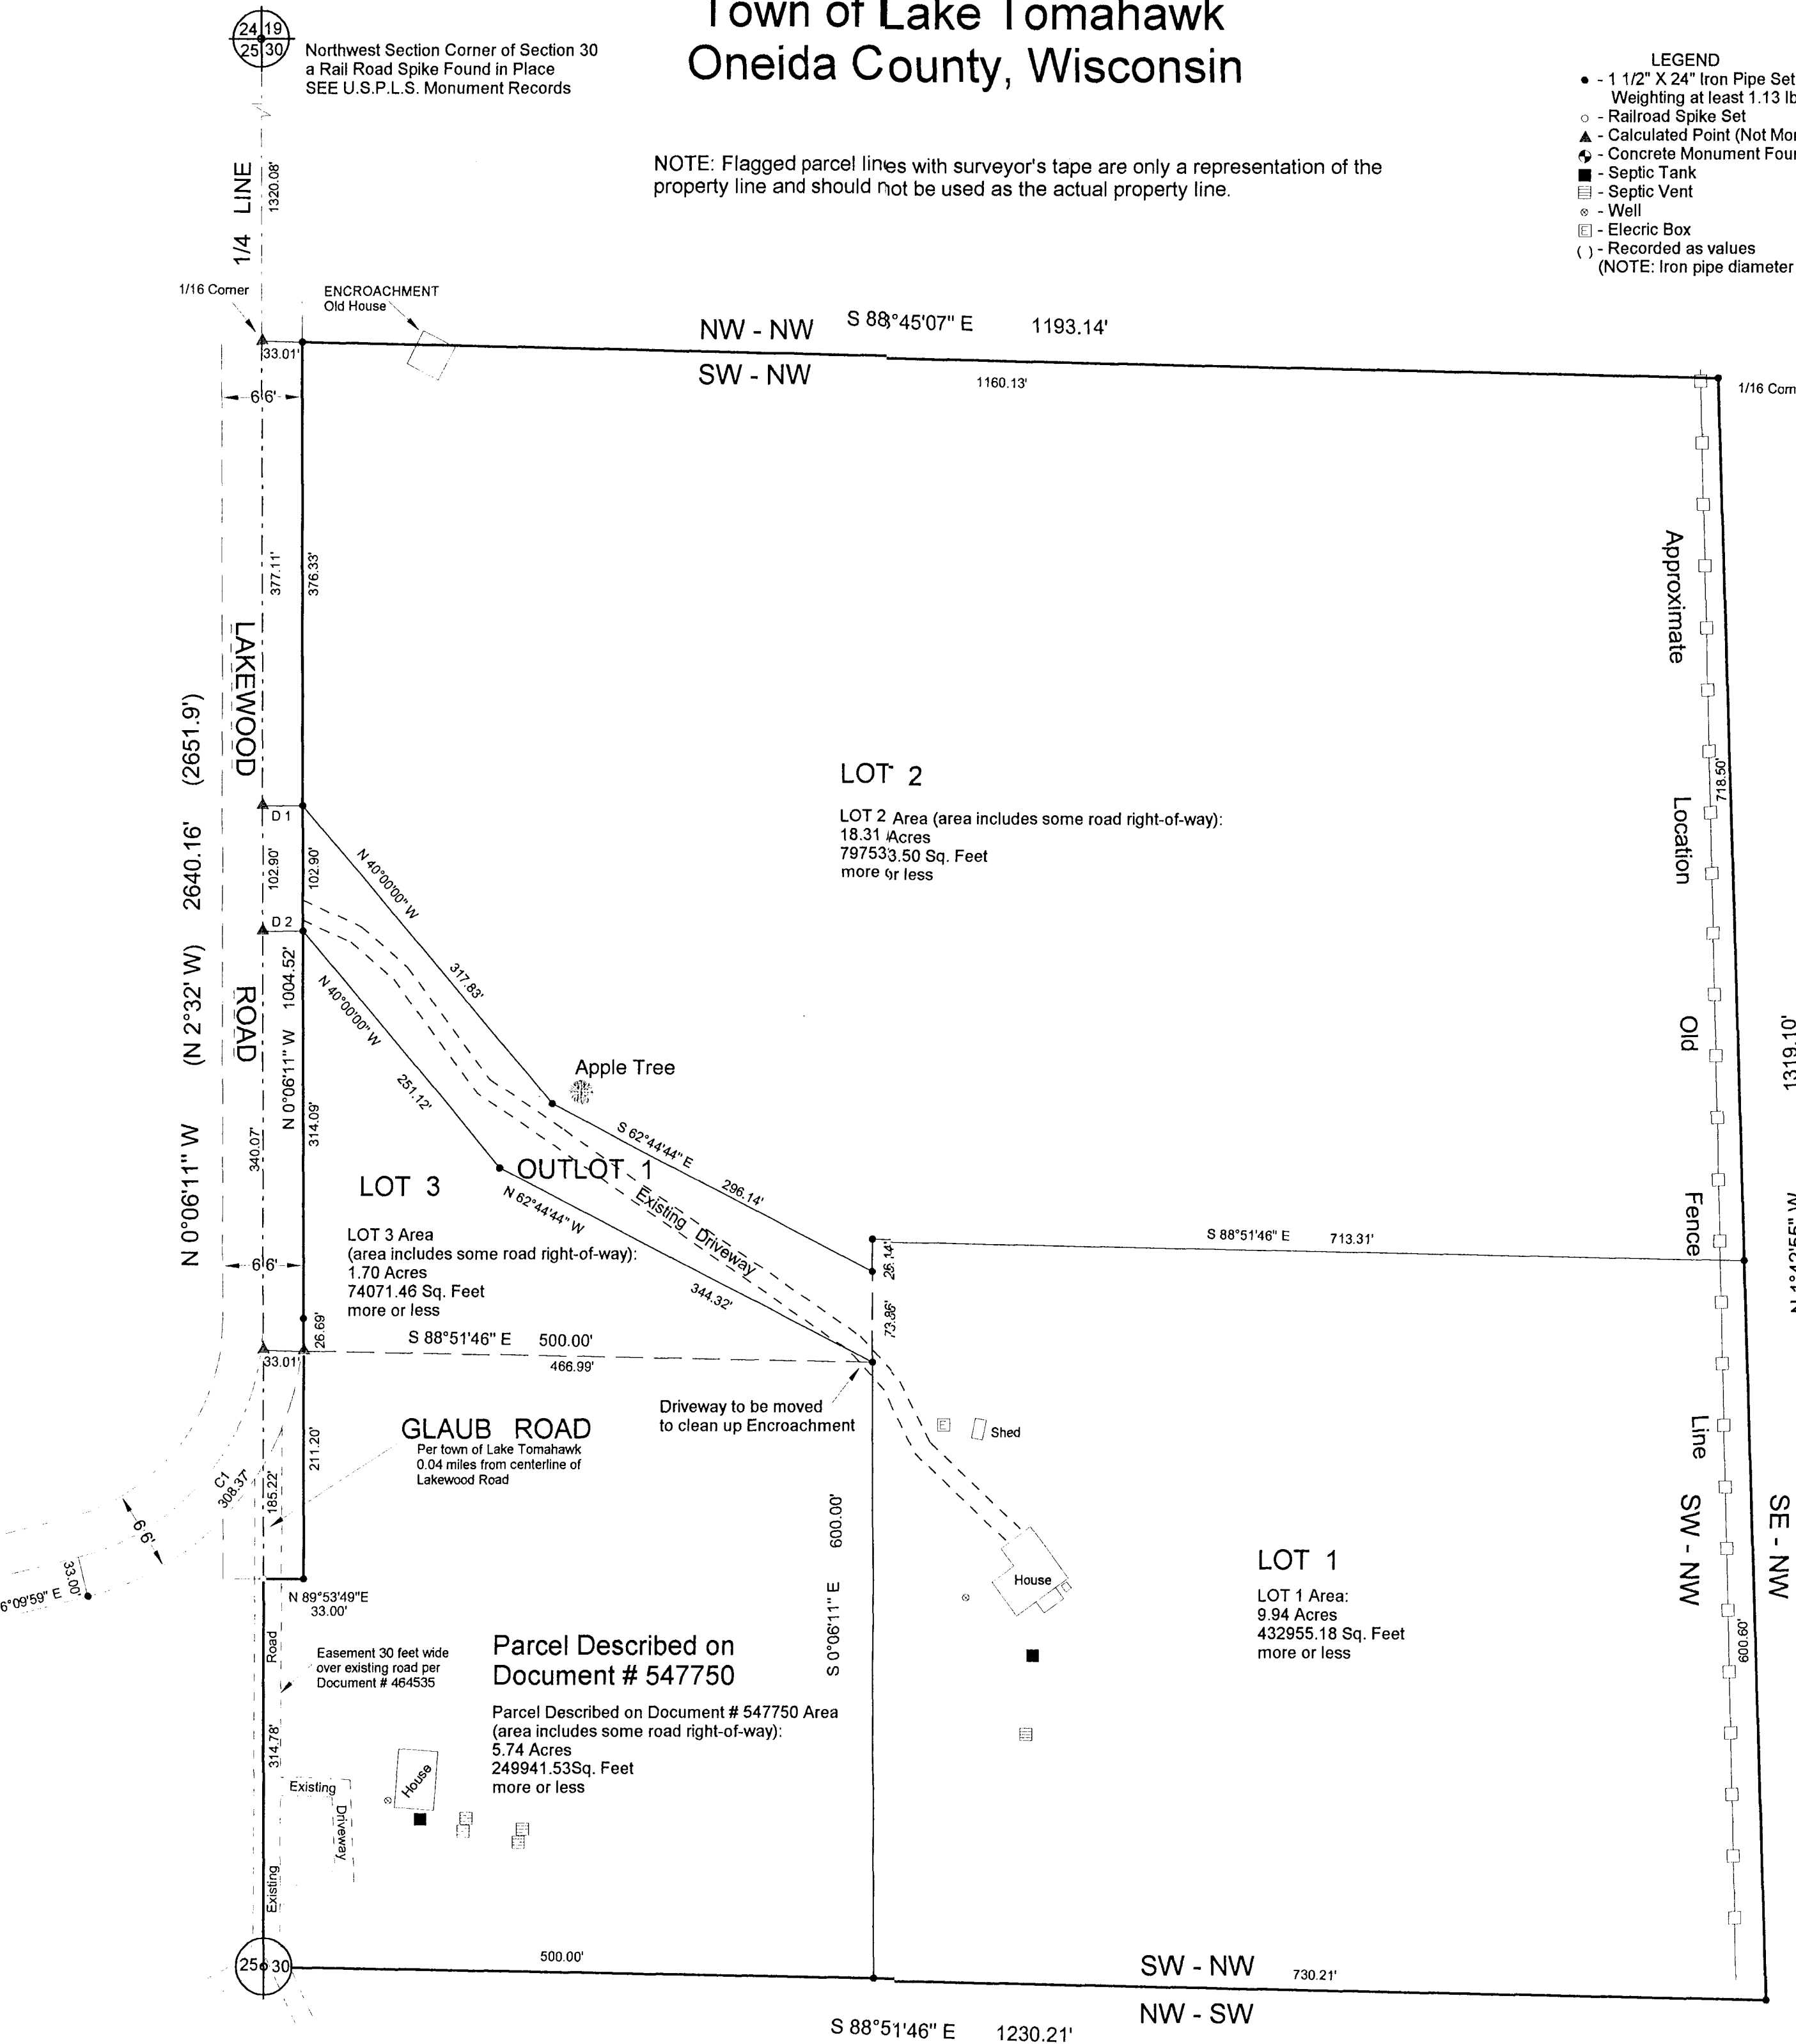 Town of Lake Tomahawk
Oneida County, Wisconsin
24 19
25 30
Northwest Section Corner of Section 30
a Rail Road Spike Found in Place
SEE U.S.P.L.S. Monument Records
LEGEND
- 1 1/2" X 24" Iron Pipe Set
Weighting at least 1.13 lb
- Railroad Spike Set
- Calculated Point (Not Mo
- Concrete Monument Fou
- Septic Tank
- Septic Vent
- Well
E - Elecric Box
( ) - Recorded as values
(NOTE: Iron pipe diameter
NOTE: Flagged parcel lines with surveyor's tape are only a representation of the
property line and should not be used as the actual property line.
1/4 LINE
1320.08'
1/16 Corner
ENCROACHMENT
Old House
NW - NW S 88°45'07" E 1193.14'
SW - NW
1160.13'
1/16 Corn
33.01'
66'
377.11'
376.33'
LAKEWOOD
ROAD
N 0°06'11" W (N 2°32' W) 2640.16' (2651.9')
D 1
102.90'
102.90'
D 2
N 0°06'11" W 1004.52'
N 40°00'00" W
317.83'
N 40°00'00" W
251.12'
314.09'
340.07'
LOT 2
LOT 2 Area (area includes some road right-of-way):
18.31 Acres
797533.50 Sq. Feet
more or less
Approximate
Location
Old
Fence
Line
718.50'
1319.10'
Apple Tree
S 62°44'44" E
296.14'
OUTLOT 1
Existing Driveway
N 62°44'44" W
344.32'
LOT 3
LOT 3 Area
(area includes some road right-of-way):
1.70 Acres
74071.46 Sq. Feet
more or less
66'
26.69'
S 88°51'46" E 500.00'
466.99'
33.01'
26.14'
73.86'
S 88°51'46" E 713.31'
Driveway to be moved
to clean up Encroachment
GLAUB ROAD
Per town of Lake Tomahawk
0.04 miles from centerline of
Lakewood Road
211.20'
185.22'
C1
308.37'
66'
33.00'
6°09'59" E
N 89°53'49"E
33.00'
E
Shed
House
S 0°06'11" E 600.00'
LOT 1
LOT 1 Area:
9.94 Acres
432955.18 Sq. Feet
more or less
SW - NW
SE - NW
600.60'
Road
Easement 30 feet wide
over existing road per
Document # 464535
Parcel Described on
Document # 547750
Parcel Described on Document # 547750 Area
(area includes some road right-of-way):
5.74 Acres
249941.53Sq. Feet
more or less
314.78'
Existing
Existing
Driveway
House
25 30
500.00'
SW - NW
730.21'
NW - SW
S 88°51'46" E 1230.21'